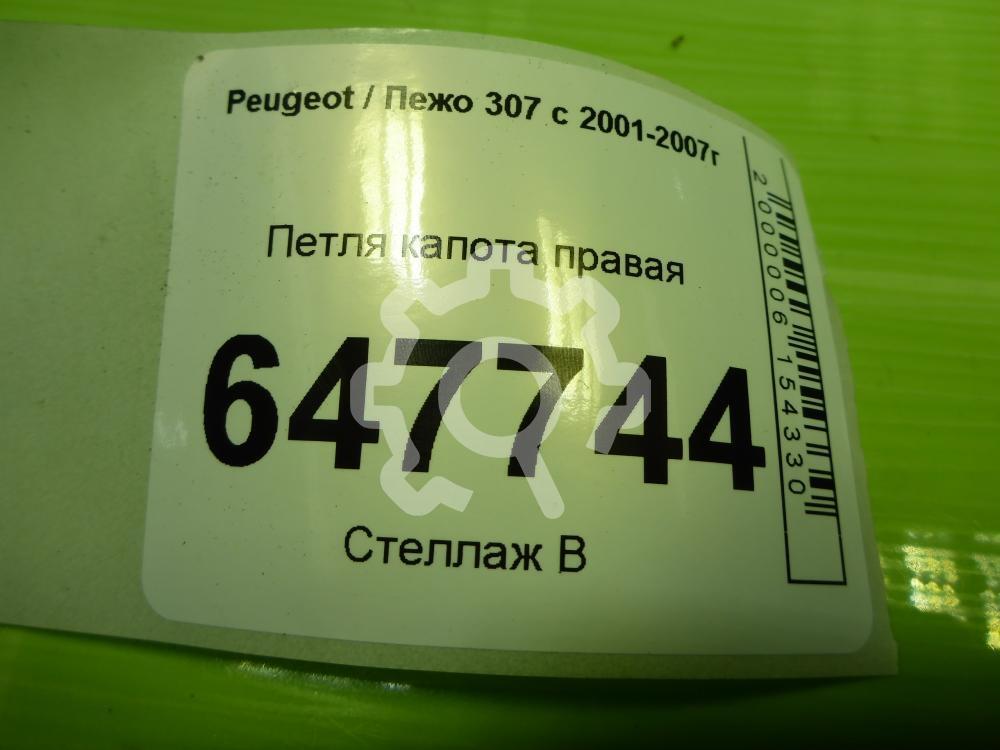 Peugeot / Пежо 307 с 2001-2007г
Петля капота правая
647744
Стеллаж В
2000006154330